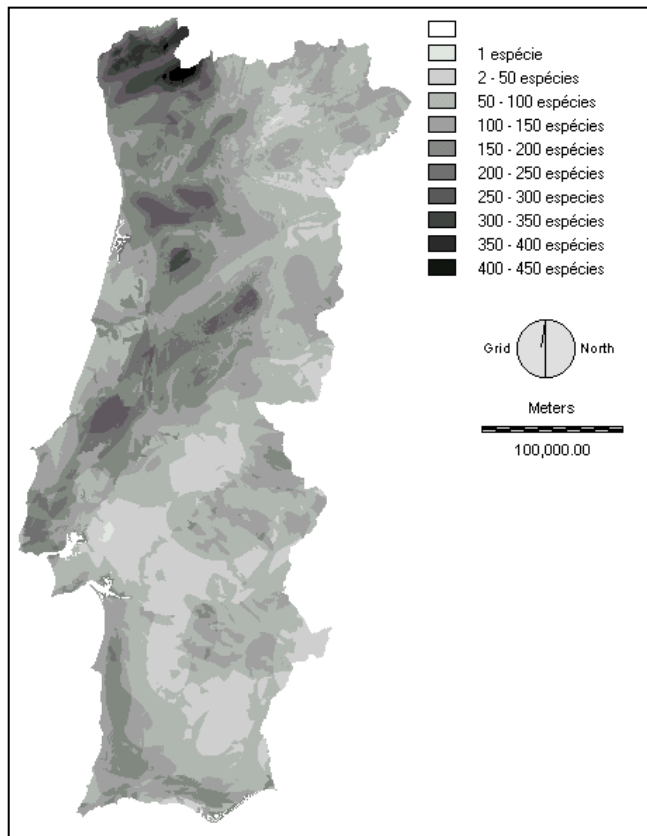 1 espécie
2 - 50 espécies
50 - 100 espécies
100 - 150 espécies
150 - 200 espécies
200 - 250 espécies
250 - 300 espécies
300 - 350 espécies
350 - 400 espécies
400 - 450 espécies
Grid North
Meters
100,000.00